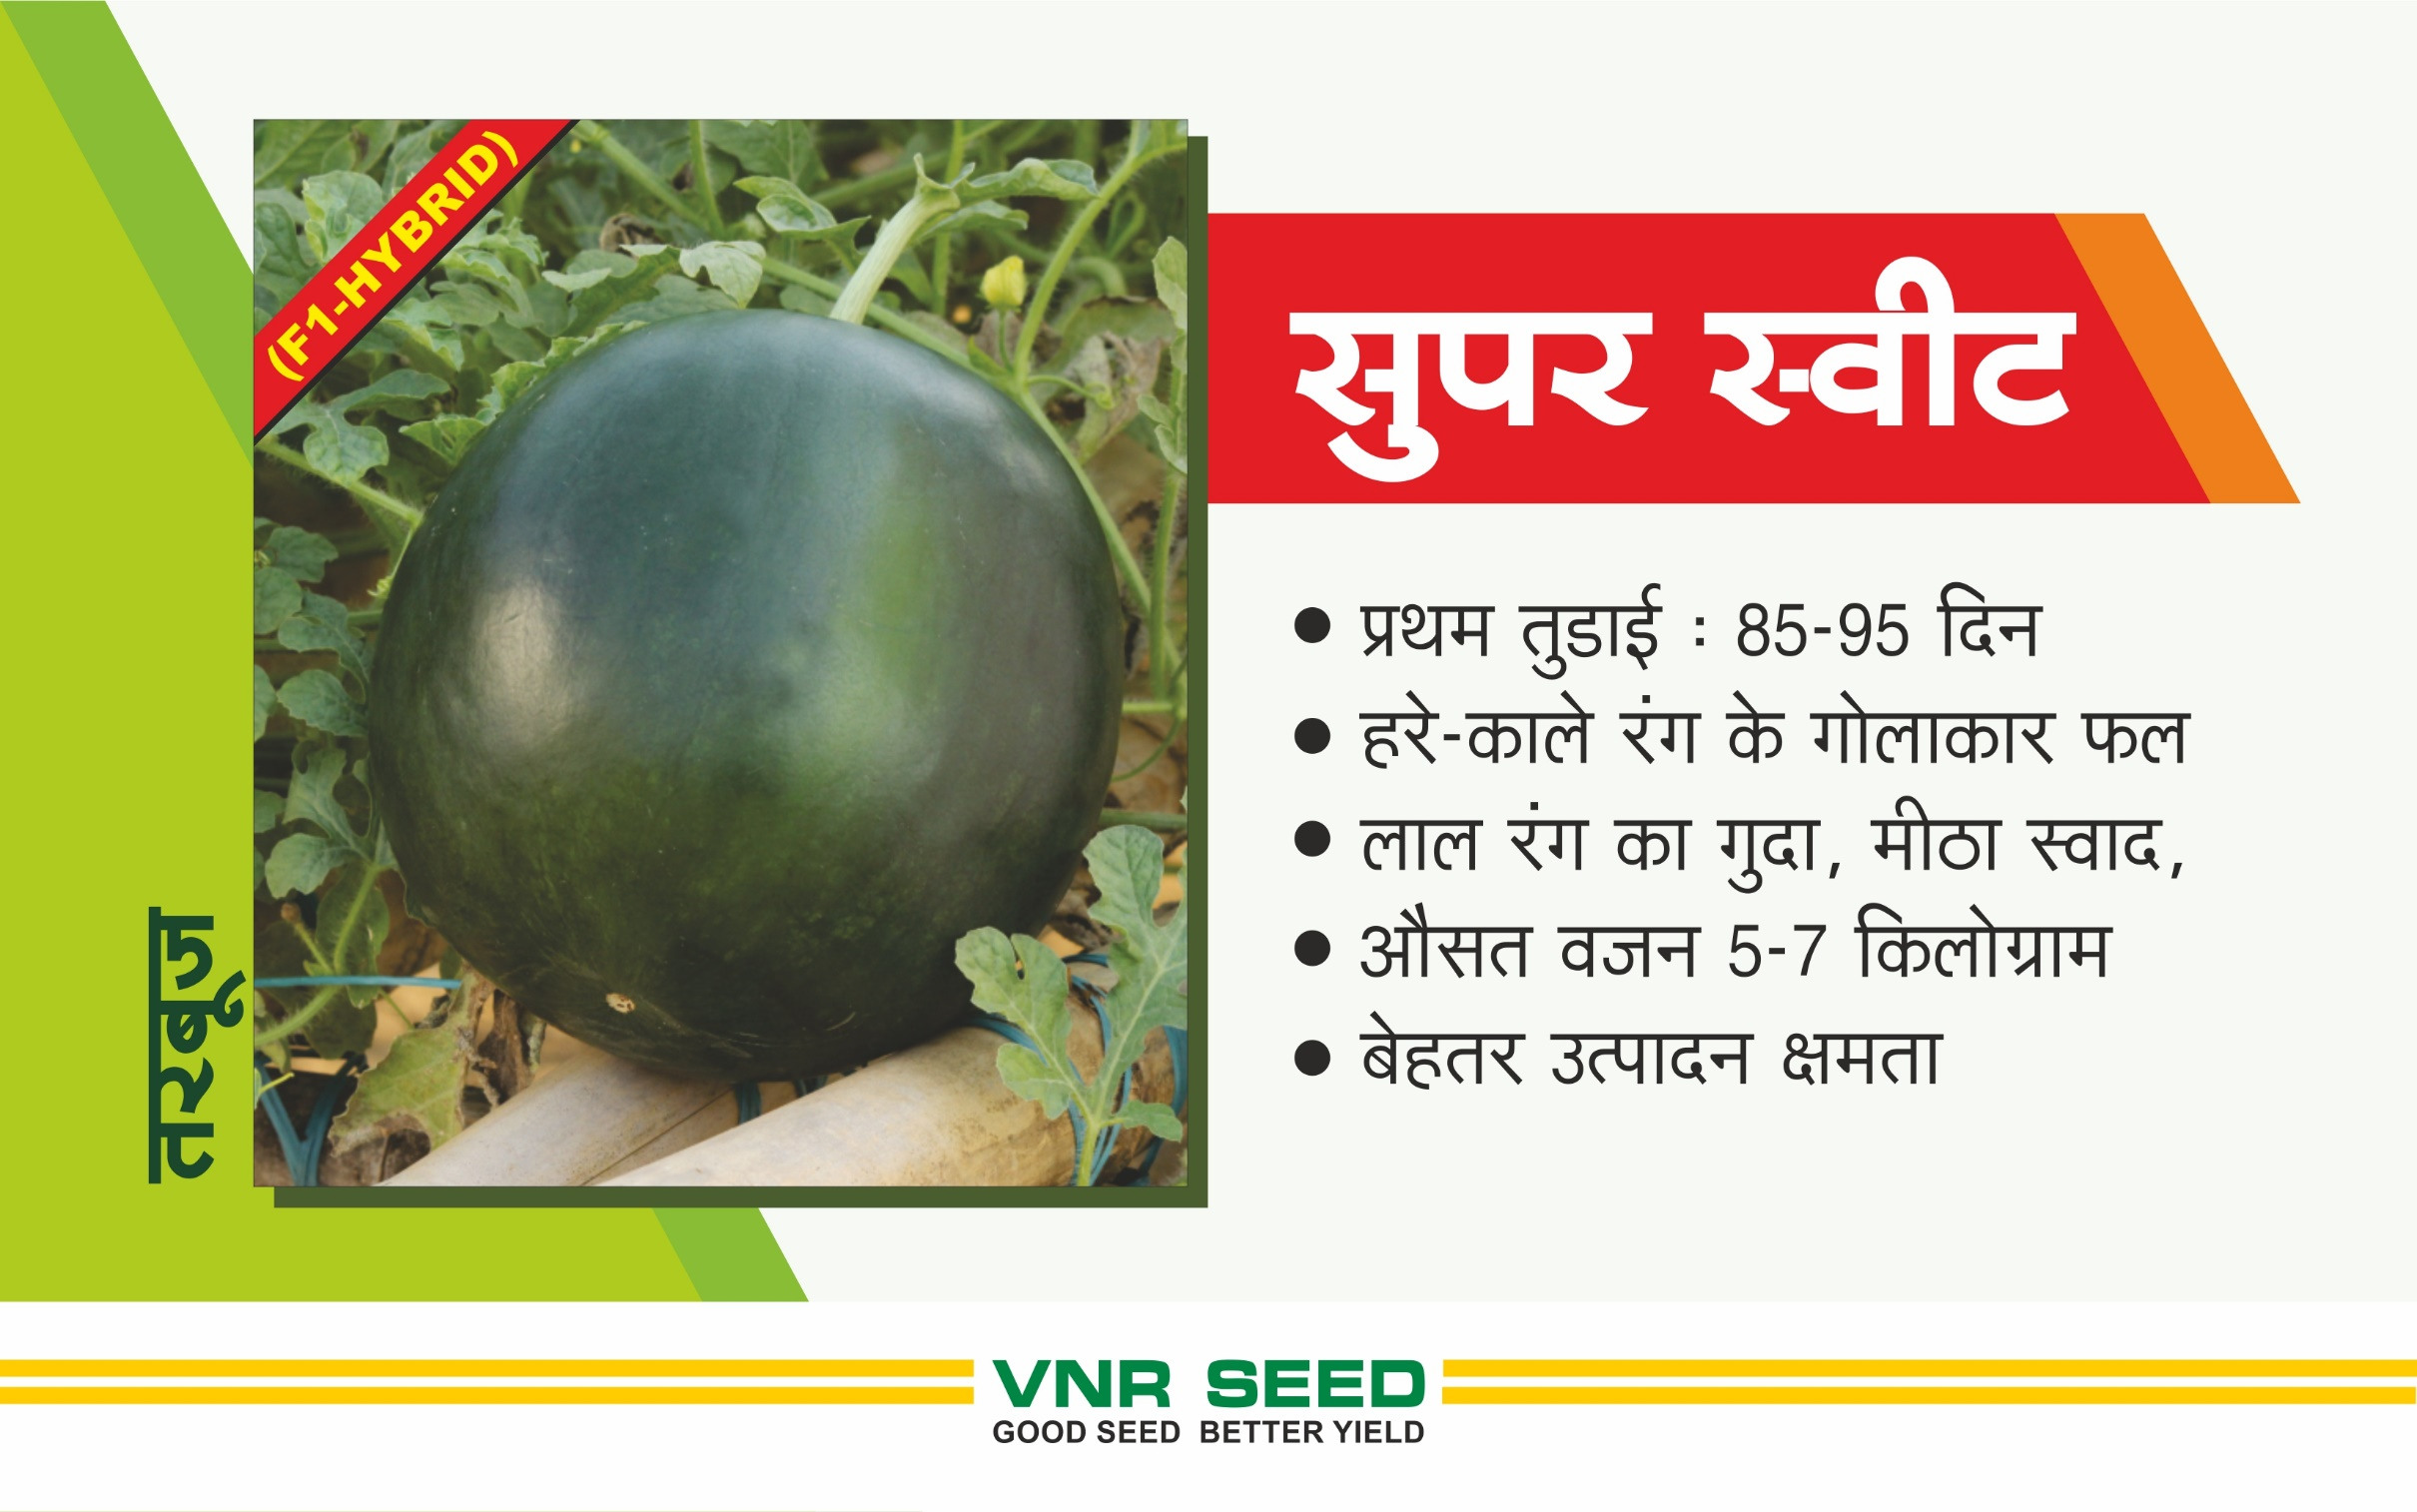 (F1-HYBRID))
सुपर स्वीट
● प्रथम तुडाई : 85-95 दिन
● हरे-काले रंग के गोलाकार फल
● लाल रंग का गुदा, मीठा स्वाद,
● औसत वजन 5-7 किलोग्राम
● बेहतर उत्पादन क्षमता
तरबूज
VNR SEED
GOOD SEED BETTER YIELD